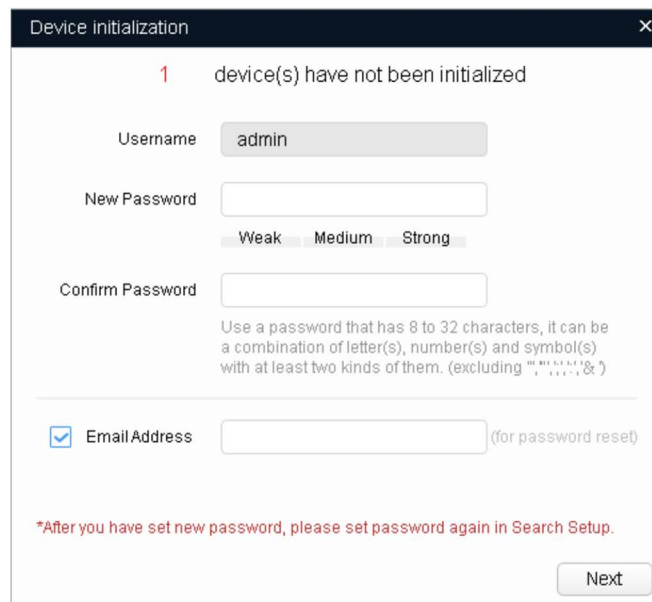 Device initialization
1 device(s) have not been initialized
Username admin
New Password
Weak Medium Strong
Confirm Password
Use a password that has 8 to 32 characters, it can be
a combination of letter(s), number(s) and symbol(s)
with at least two kinds of them. (excluding
Email Address (for password reset)
*After you have set new password, please set password again in Search Setup.
Next